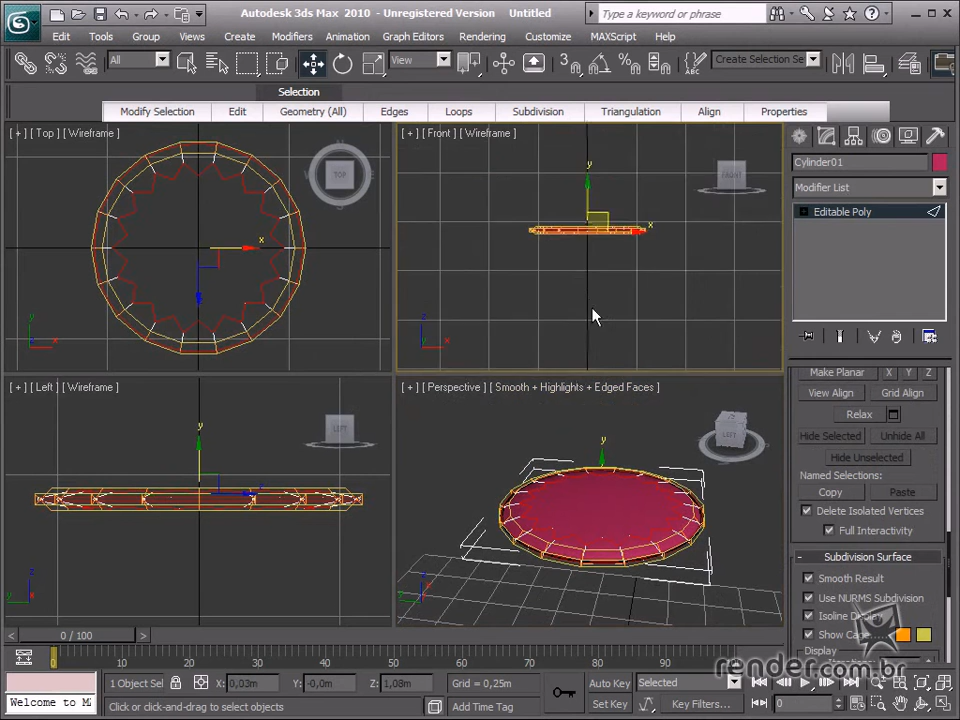 Autodesk 3ds Max 2010 - Unregistered Version Untitled
Type a keyword or phrase
Edit Tools Group Views Create Modifiers Animation Graph Editors Rendering Customize MAXScript Help
All View Create Selection Se
Selection
Modify Selection Edit Geometry (All) Edges Loops Subdivision Triangulation Align Properties
[ + ] [ Top ] [ Wireframe ]
TOP
[ + ] [ Front ] [ Wireframe ]
FRONT
[ + ] [ Left ] [ Wireframe ]
LEFT
[ + ] [ Perspective ] [ Smooth + Highlights + Edged Faces ]
LEFT
Cylinder01
Modifier List
Editable Poly
Make Planar X Y Z
View Align Grid Align
Relax
Hide Selected Unhide All
Hide Unselected
Named Selections:
Copy Paste
Delete Isolated Vertices
Full Interactivity
- Subdivision Surface
Smooth Result
Use NURMS Subdivision
Isoline Display
Show Cage
Display
render.com.br
0 / 100
0 10 20 30 40 50 60 70 80 90
1 Object Sel X: 0,03m Y: -0,0m Z: 1,08m Grid = 0,25m Auto Key Selected
Welcome to M Click or click-and-drag to select objects Add Time Tag Set Key Key Filters... 0